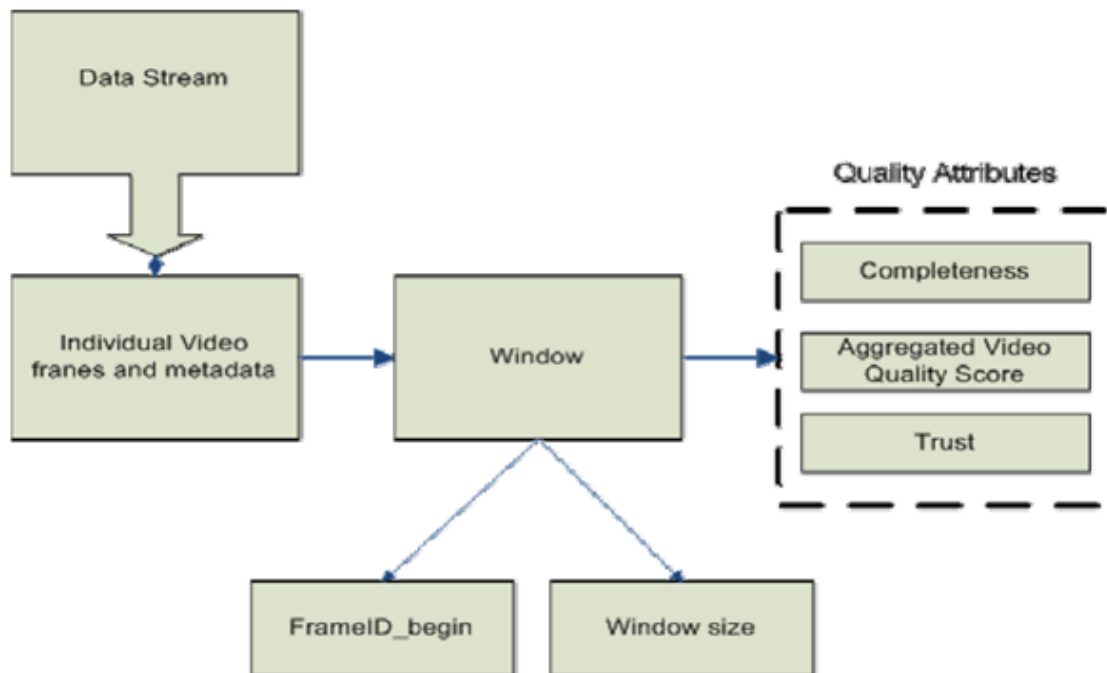 Data Stream
Quality Attributes
Completeness
Individual Video
franes and metadata
Window
Aggregated Video
Quality Score
Trust
FrameID_begin
Window size